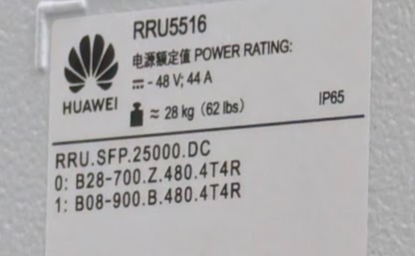 RRU5516
电源额定值 POWER RATING:
⎓ - 48 V; 44 A
HUAWEI
≈ 28 kg (62 lbs)
IP65
RRU.SFP.25000.DC
0: B28-700.Z.480.4T4R
1: B08-900.B.480.4T4R